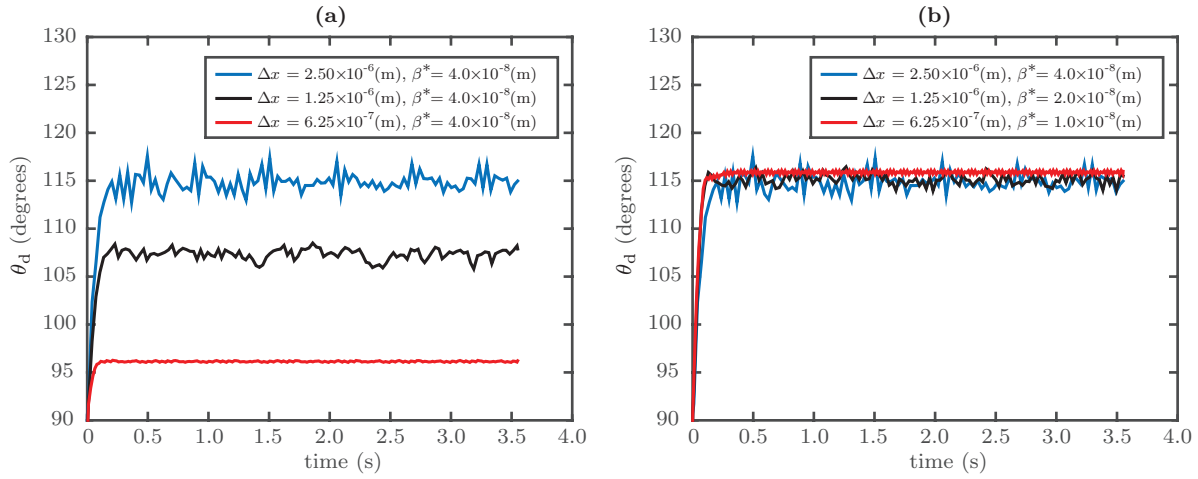 (a)
130
125
120
115
110
105
100
95
90
θd (degrees)
Δx = 2.50×10-6(m), β*= 4.0×10-8(m)
Δx = 1.25×10-6(m), β*= 4.0×10-8(m)
Δx = 6.25×10-7(m), β*= 4.0×10-8(m)
0 0.5 1.0 1.5 2.0 2.5 3.0 3.5 4.0
time (s)
(b)
130
125
120
115
110
105
100
95
90
θd (degrees)
Δx = 2.50×10-6(m), β*= 4.0×10-8(m)
Δx = 1.25×10-6(m), β*= 2.0×10-8(m)
Δx = 6.25×10-7(m), β*= 1.0×10-8(m)
0 0.5 1.0 1.5 2.0 2.5 3.0 3.5 4.0
time (s)